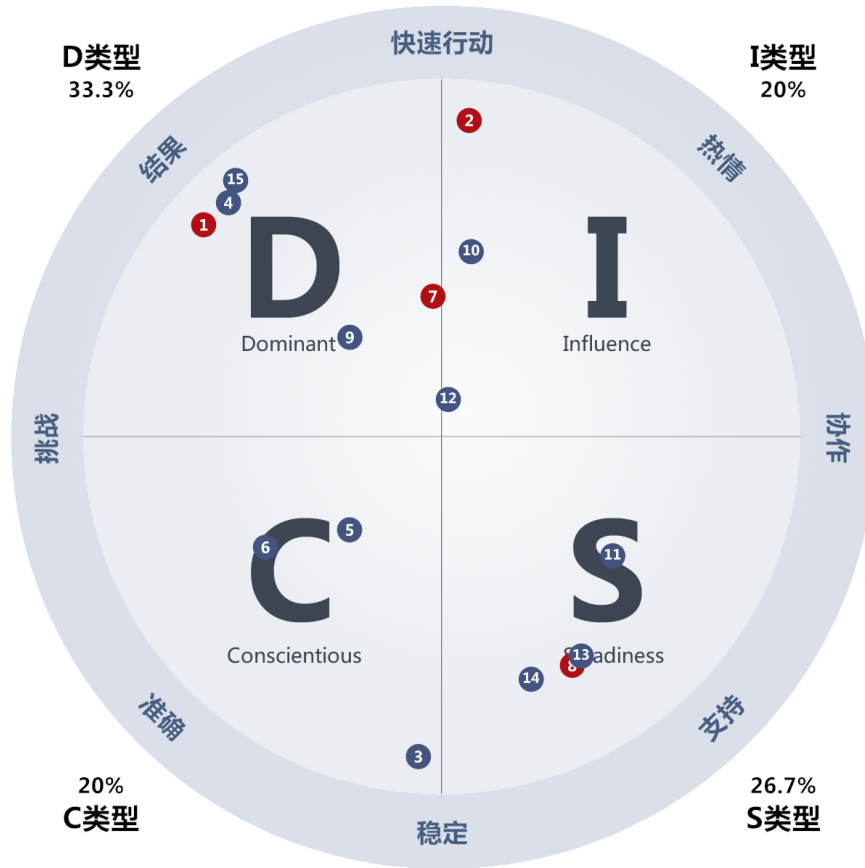 快速行动
D类型
33.3%
I类型
20%
结果
热情
2
15
4
1
D
I
10
7
9
Dominant
Influence
12
挑战
协作
5
6
C
S
11
Conscientious
13
8
14
准确
支持
3
20%
C类型
26.7%
S类型
稳定